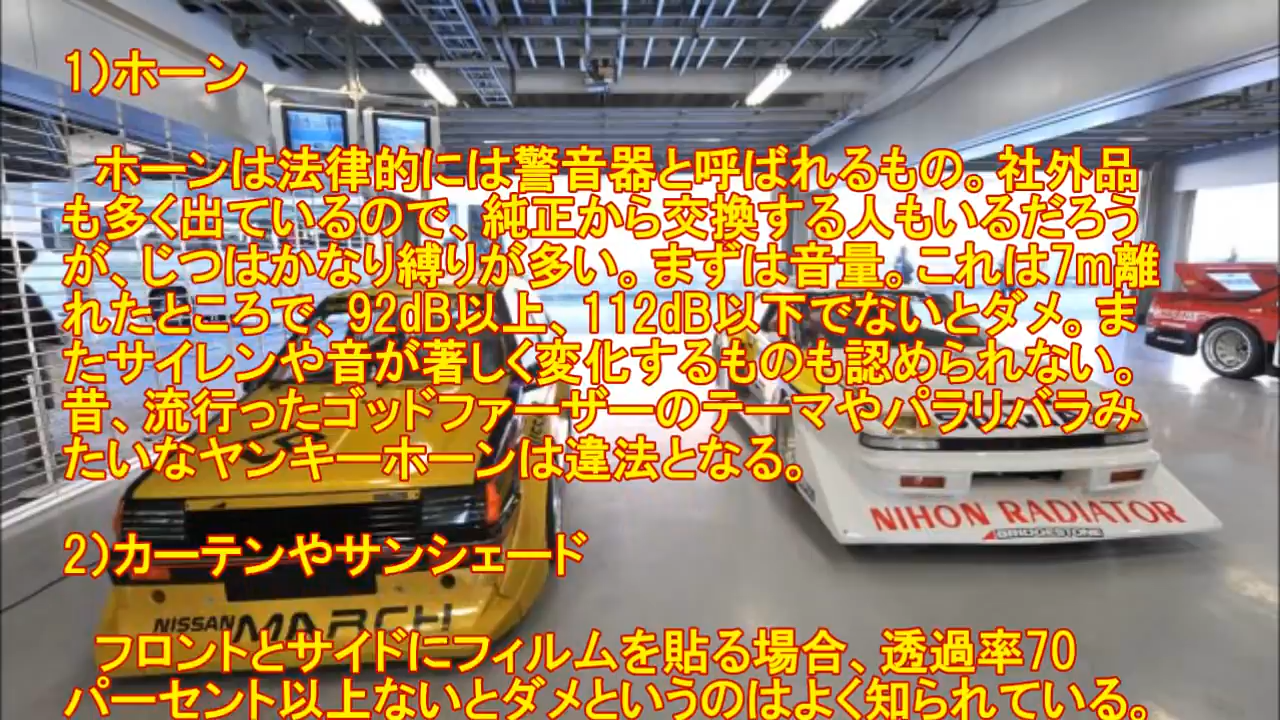 1)ホーン
ホーンは法律的には警音器と呼ばれるもの。社外品
も多く出ているので、純正から交換する人もいるだろう
が、じつはかなり縛りが多い。まずは音量。これは7m離
れたところで、92dB以上、112dB以下でないとダメ。ま
たサイレンや音が著しく変化するものも認められない。
昔、流行ったゴッドファーザーのテーマやパラリバラみ
たいなヤンキーホーンは違法となる。
2)カーテンやサンシェード
フロントとサイドにフィルムを貼る場合、透過率70
パーセント以上ないとダメというのはよく知られている。
NISSAN MARCH
NIHON RADIATOR
BRIDGESTONE